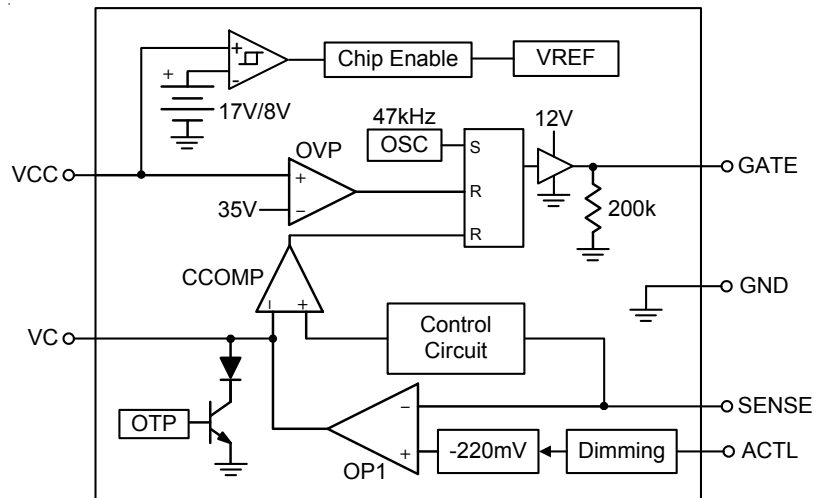 +
-
Chip Enable
VREF
+
17V/8V
47kHz
12V
OSC
S
OVP
VCC
+
GATE
R
35V
−
200k
R
CCOMP
GND
−
+
Control
Circuit
VC
−
SENSE
OTP
+
-220mV
Dimming
ACTL
OP1